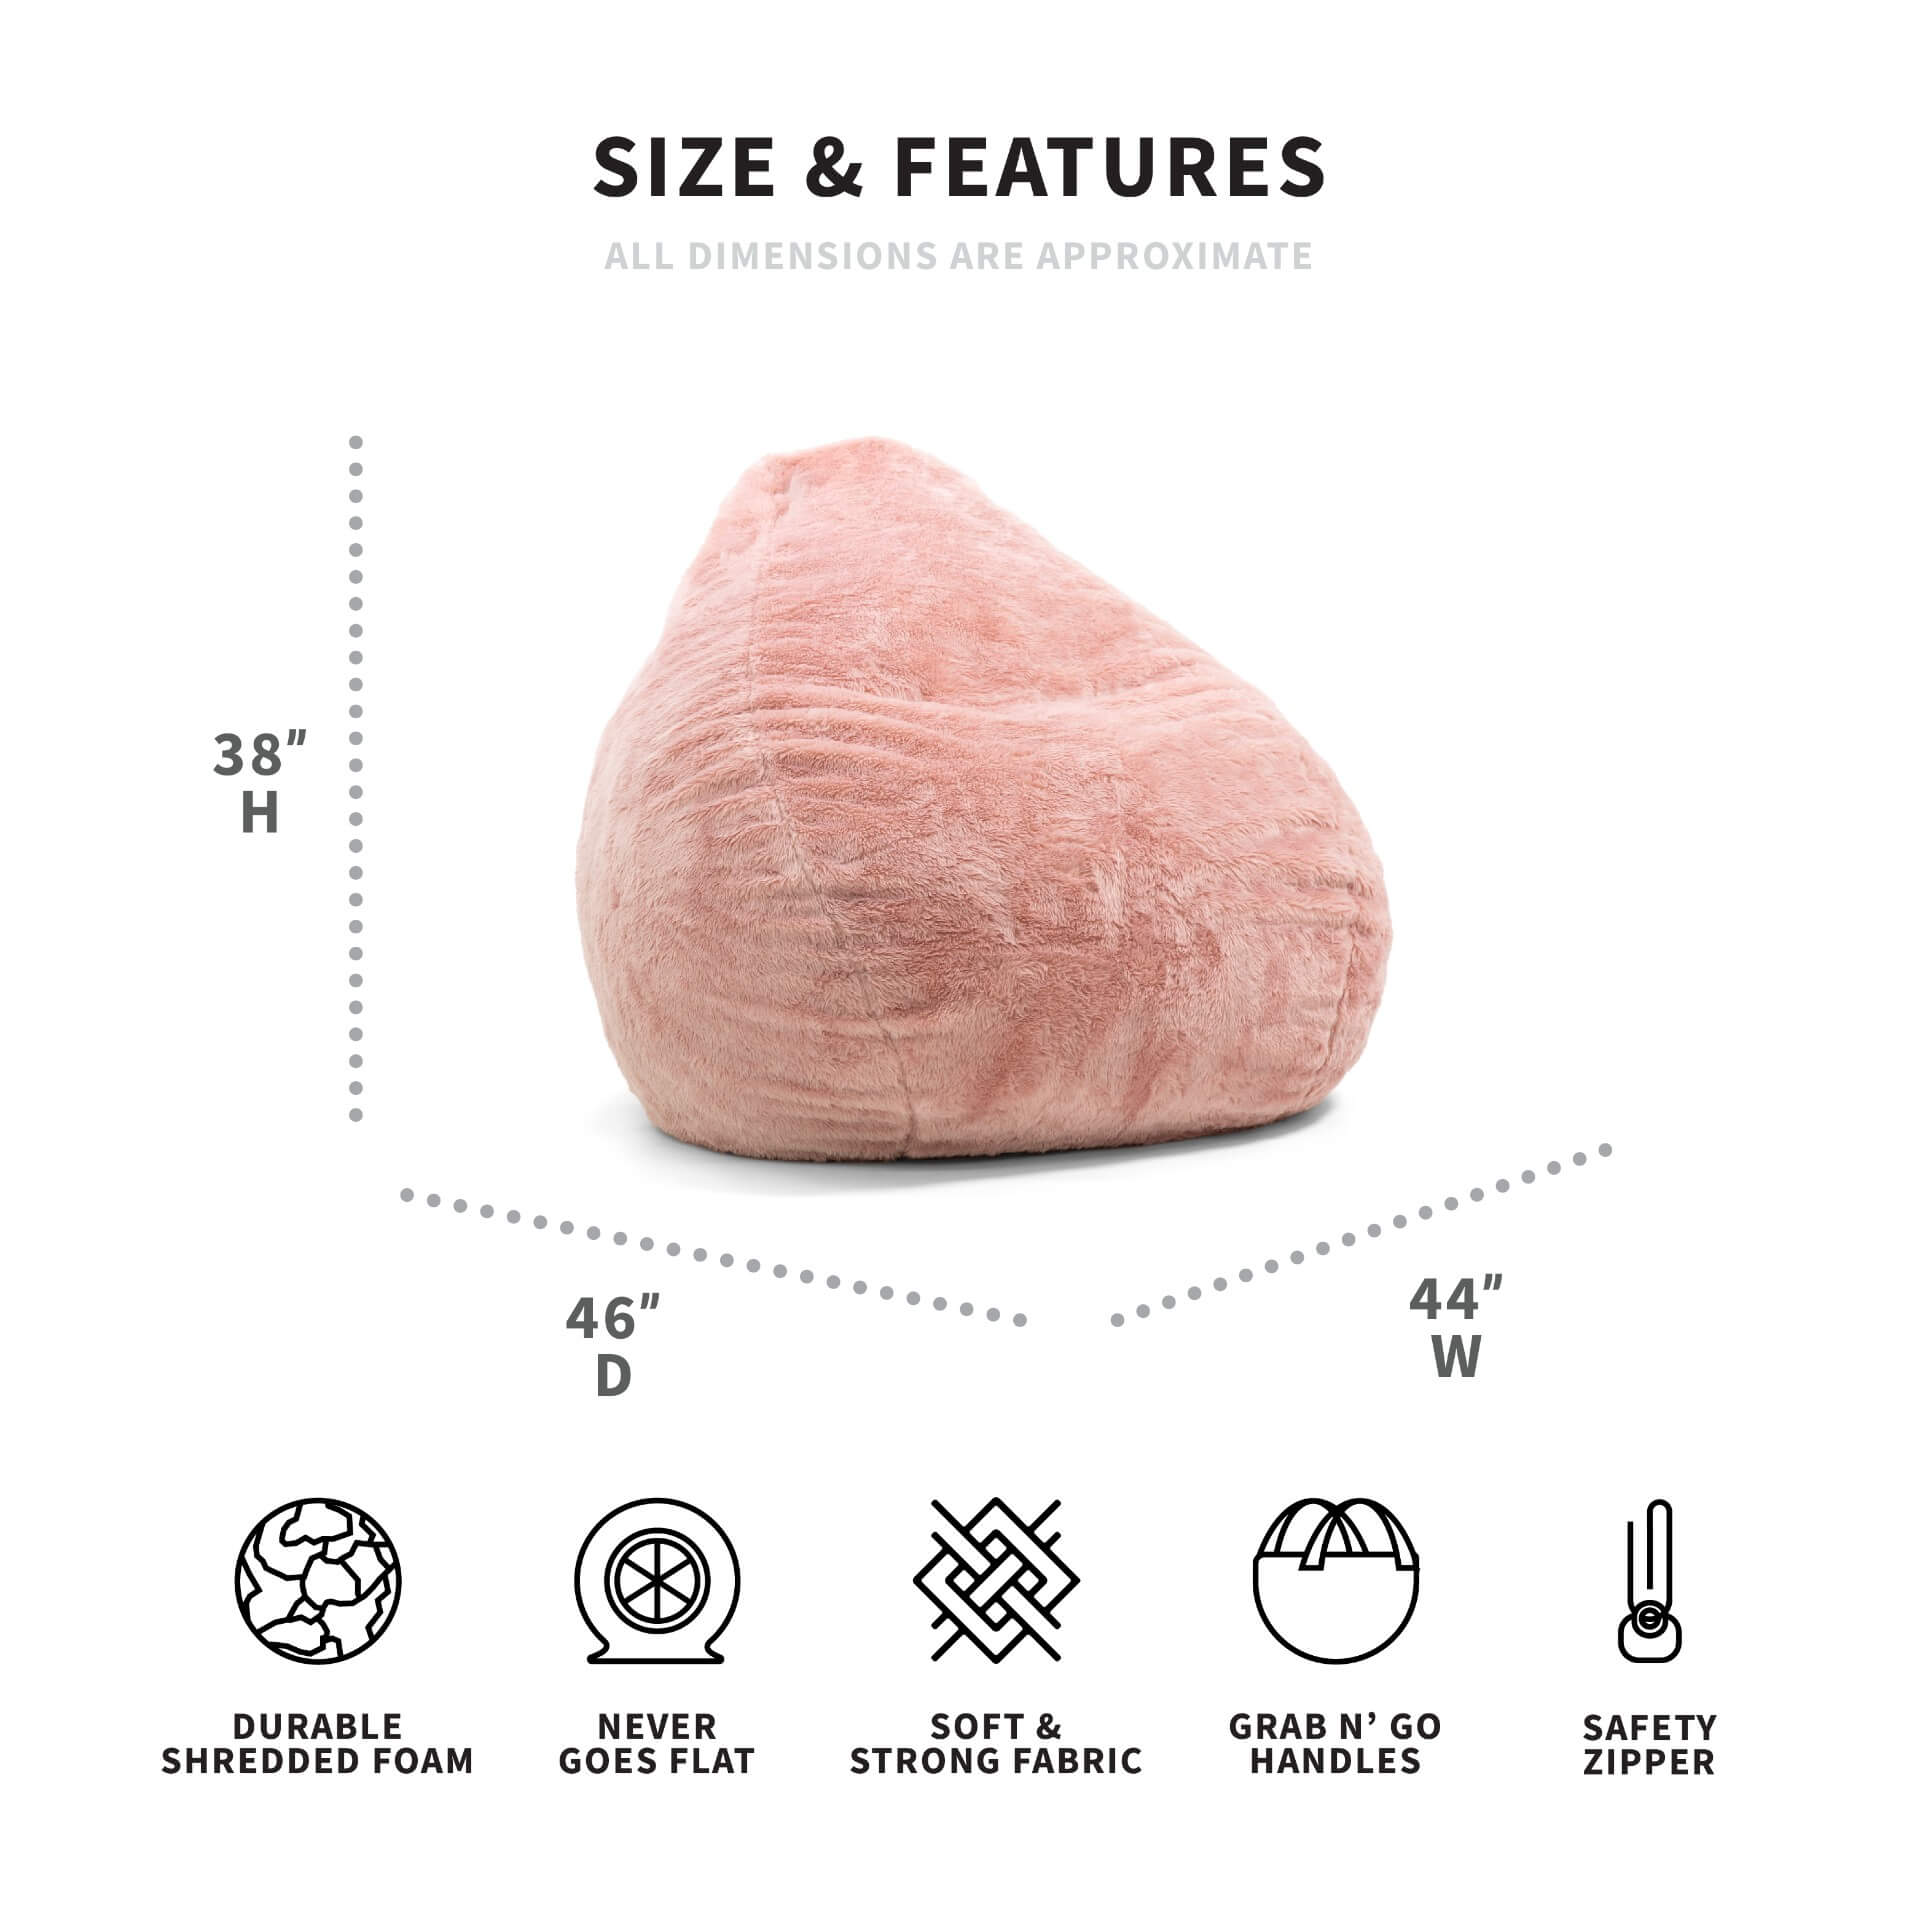 SIZE & FEATURES
ALL DIMENSIONS ARE APPROXIMATE
38"
H
46"
D
44"
W
DURABLE
SHREDDED FOAM
NEVER
GOES FLAT
SOFT &
STRONG FABRIC
GRAB N’ GO
HANDLES
SAFETY
ZIPPER